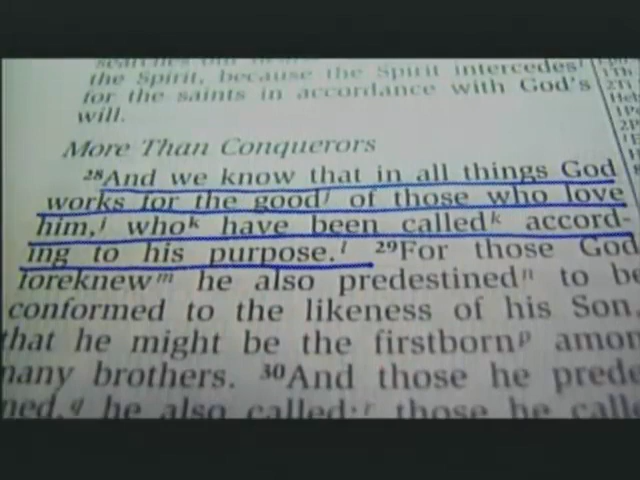 the Spirit, because the Spirit intercedes
for the saints in accordance with God's
will.
More Than Conquerors
28And we know that in all things God
works for the good j of those who love
him, j who k have been called k accord-
ing to his purpose. l 29For those God
foreknew m he also predestined n to be
conformed to the likeness of his Son,
that he might be the firstborn p among
many brothers. 30And those he prede
ned, q he also called; r those he calle